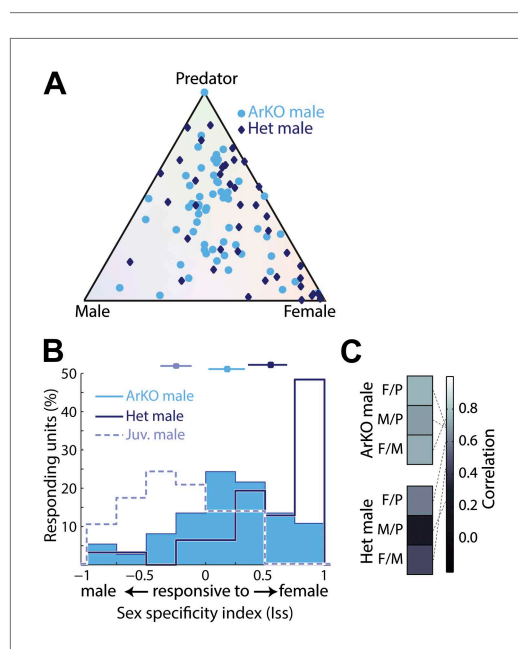 A
Predator
ArKO male
Het male
Male
Female
B
50
40
30
20
10
Responding units (%)
ArKO male
Het male
Juv. male
−1
−0.5
0
0.5
1
male ← responsive to → female
Sex specificity index (Iss)
C
ArKO male
F/P
M/P
F/M
Het male
F/P
M/P
F/M
0.8
0.6
0.4
0.2
0.0
Correlation